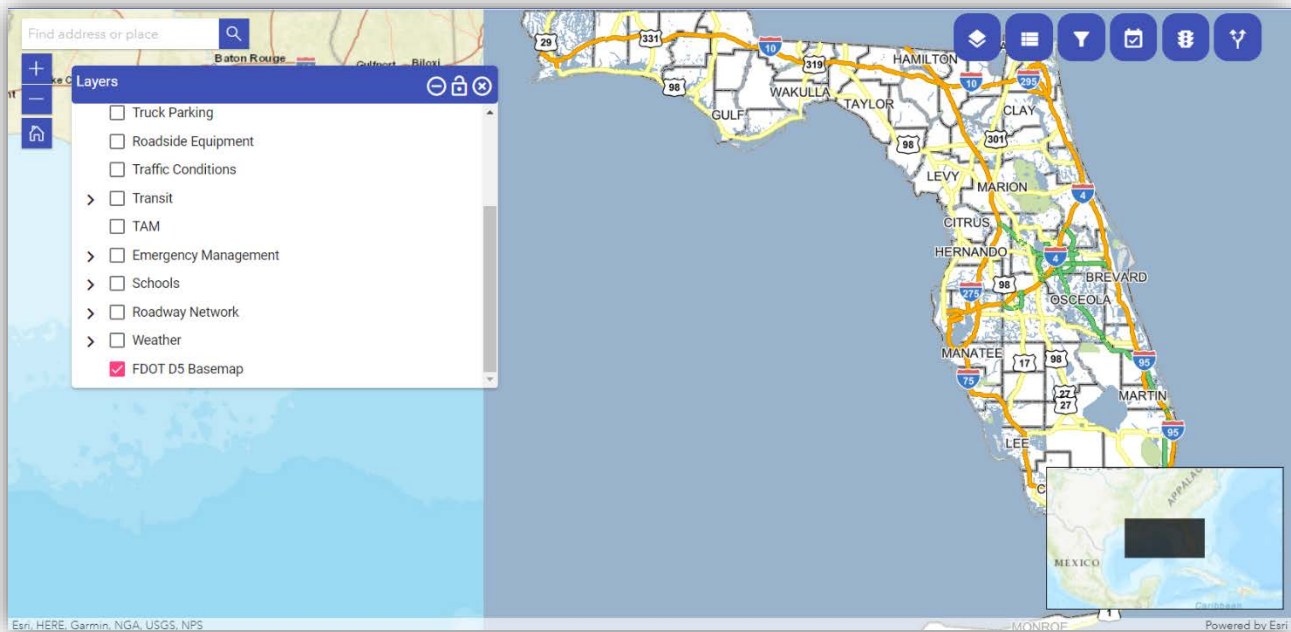 Find address or place
Baton Rouge
Gulfport
Biloxi
Layers
Truck Parking
Roadside Equipment
Traffic Conditions
Transit
TAM
Emergency Management
Schools
Roadway Network
Weather
FDOT D5 Basemap
29
331
10
HAMILTON
319
98
WAKULLA
TAYLOR
10
295
GULF
CLAY
98
301
LEVY
MARION
4
CITRUS
HERNANDO
4
BREVARD
98
275
OSCEOLA
MANATEE
17
98
95
75
27
27
MARTIN
95
LEE
APPALAC
MEXICO
Caribbean
1
MONROE
Esri, HERE, Garmin, NGA, USGS, NPS
Powered by Esri